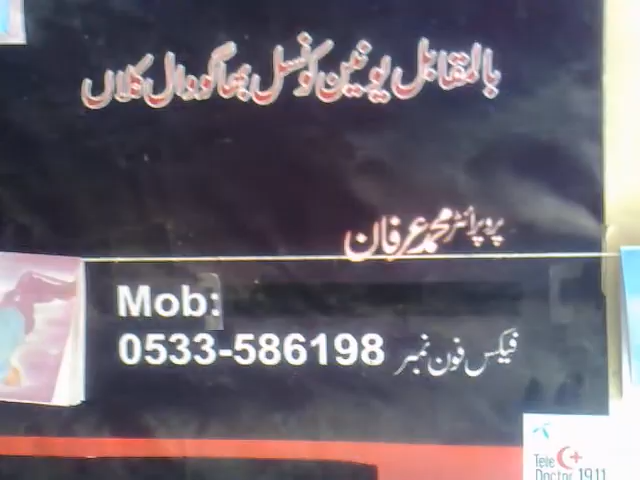 بالمقابل یونین کونسل بھاگووال کلاں
پروپرائٹر محمد عرفان
Mob:
0533-586198 فیکس فون نمبر
Tele
Doctor 1911